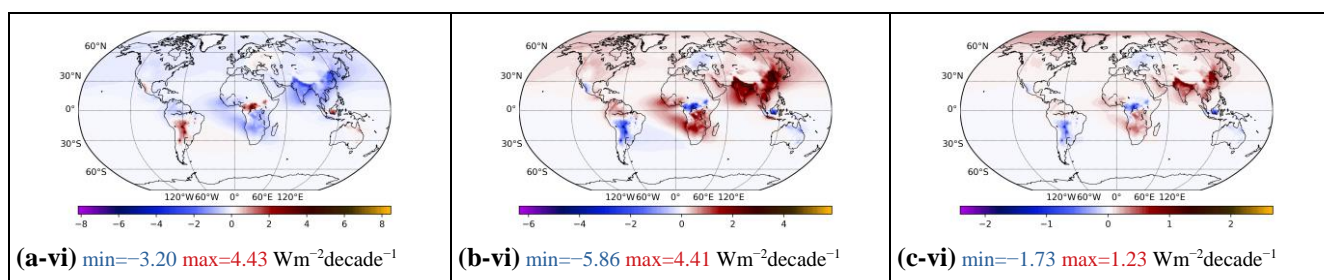 60°N
30°N
0°
30°S
60°S
120°W60°W 0° 60°E120°E
−8 −6 −4 −2 0 2 4 6 8
(a-vi) min=−3.20 max=4.43 Wm⁻²decade⁻¹
60°N
30°N
0°
30°S
60°S
120°W60°W 0° 60°E120°E
−6 −4 −2 0 2 4
(b-vi) min=−5.86 max=4.41 Wm⁻²decade⁻¹
60°N
30°N
0°
30°S
60°S
120°W60°W 0° 60°E120°E
−2 −1 0 1 2
(c-vi) min=−1.73 max=1.23 Wm⁻²decade⁻¹